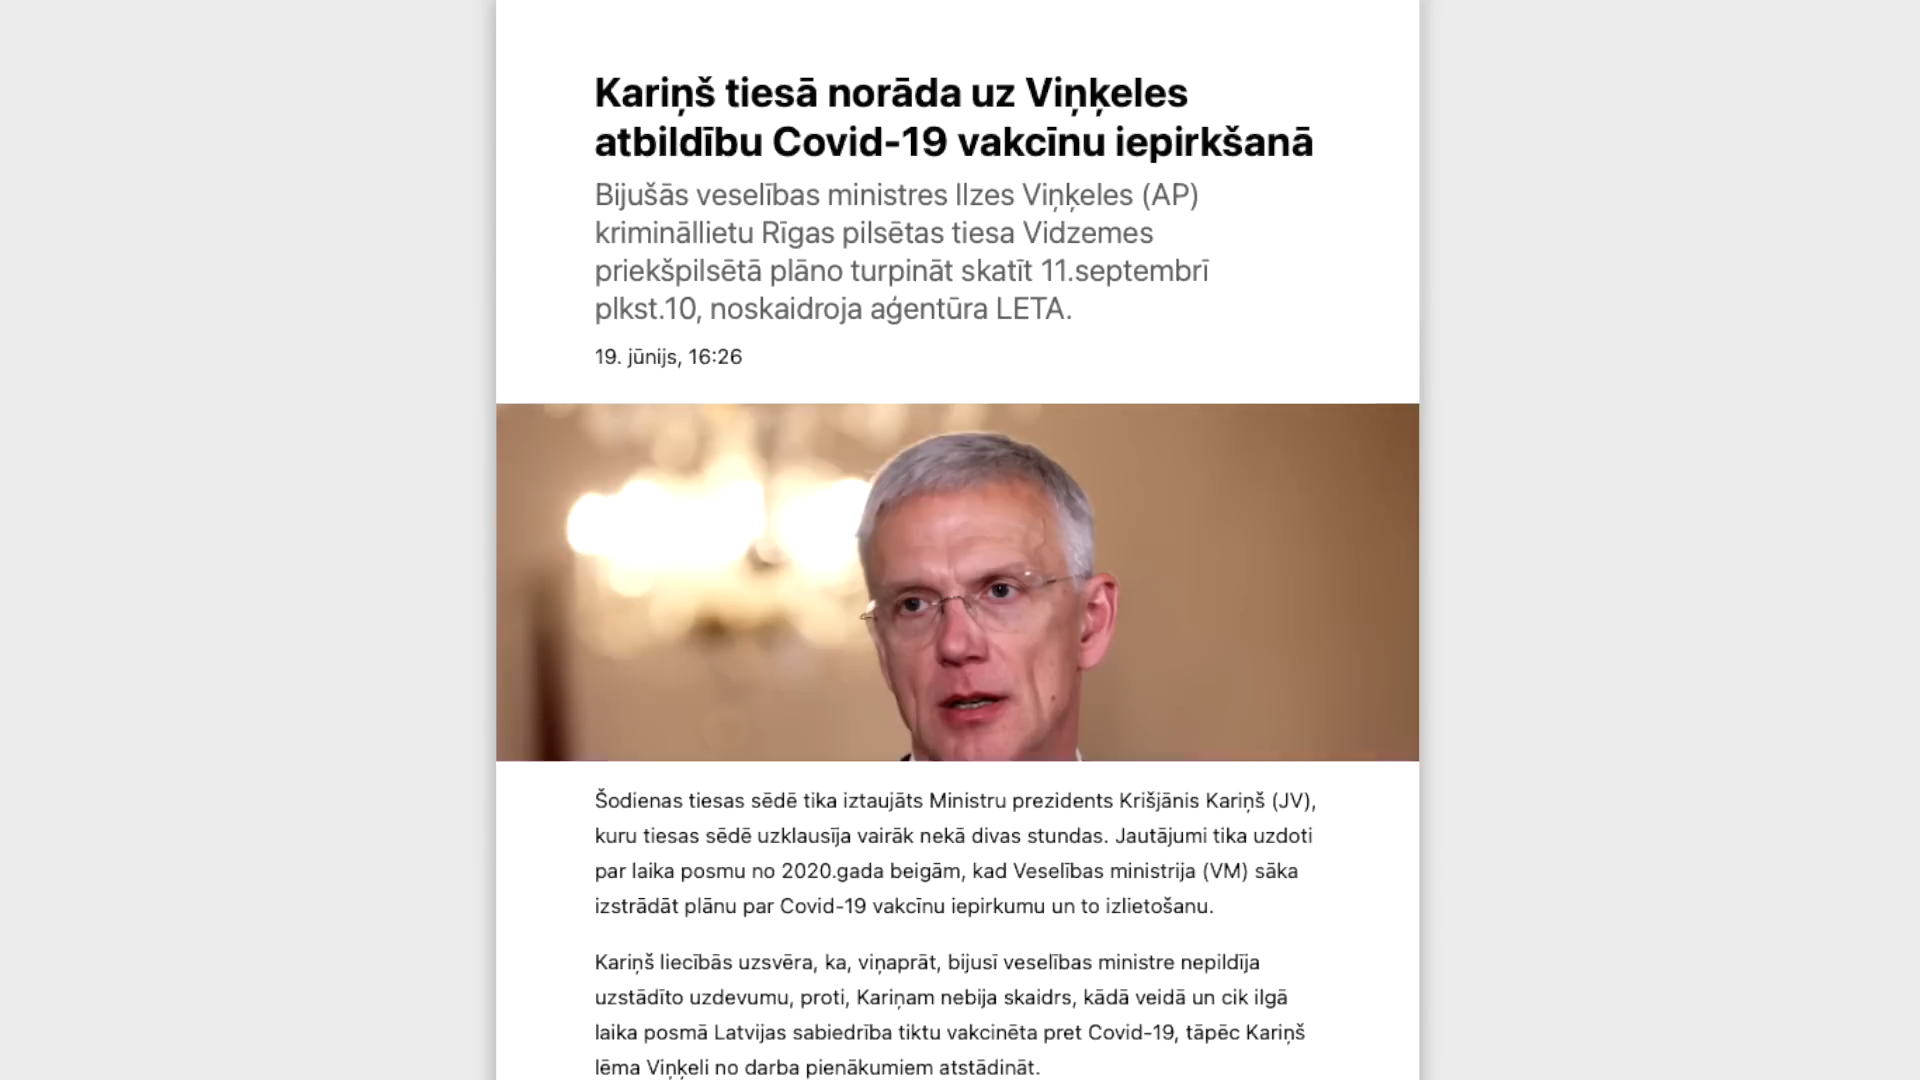 Kariņš tiesā norāda uz Viņķeles
atbildību Covid-19 vakcīnu iepirkšanā
Bijušās veselības ministres Ilzes Viņķeles (AP)
krimināllietu Rīgas pilsētas tiesa Vidzemes
priekšpilsētā plāno turpināt skatīt 11.septembrī
plkst.10, noskaidroja aģentūra LETA.
19. jūnijs, 16:26
Šodienas tiesas sēdē tika iztaujāts Ministru prezidents Krišjānis Kariņš (JV),
kuru tiesas sēdē uzklausīja vairāk nekā divas stundas. Jautājumi tika uzdoti
par laika posmu no 2020.gada beigām, kad Veselības ministrija (VM) sāka
izstrādāt plānu par Covid-19 vakcīnu iepirkumu un to izlietošanu.
Kariņš liecībās uzsvēra, ka, viņaprāt, bijusī veselības ministre nepildīja
uzstādīto uzdevumu, proti, Kariņam nebija skaidrs, kādā veidā un cik ilgā
laika posmā Latvijas sabiedrība tiktu vakcinēta pret Covid-19, tāpēc Kariņš
lēma Viņķeli no darba pienākumiem atstādināt.